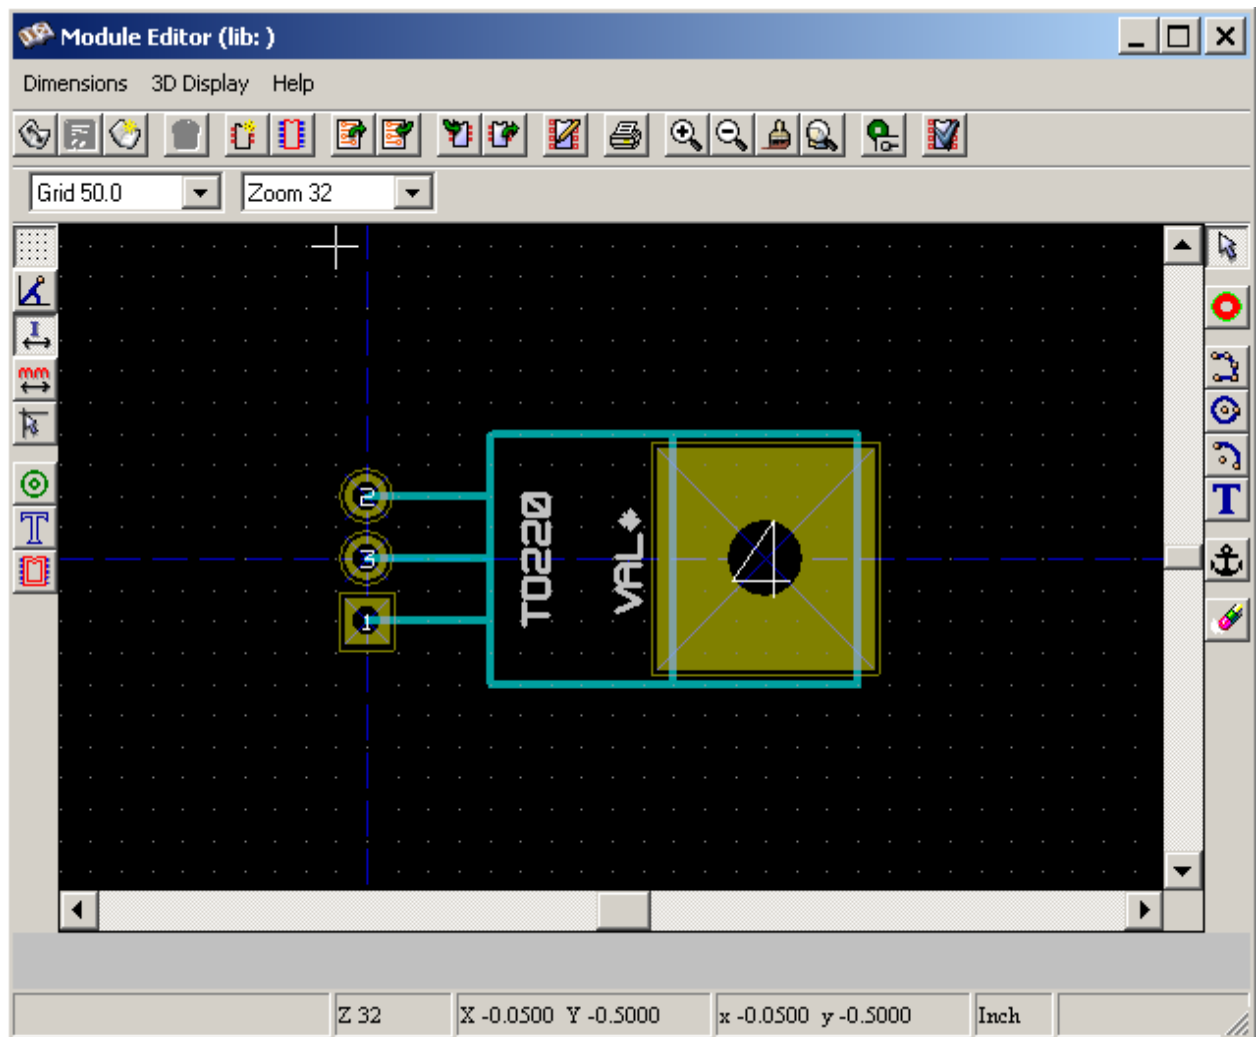 Module Editor (lib: )
Dimensions 3D Display Help
Grid 50.0 Zoom 32
I
mm
T
T
2
3
1
TO220
VAL*
4
Z 32 X -0.0500 Y -0.5000 x -0.0500 y -0.5000 Inch